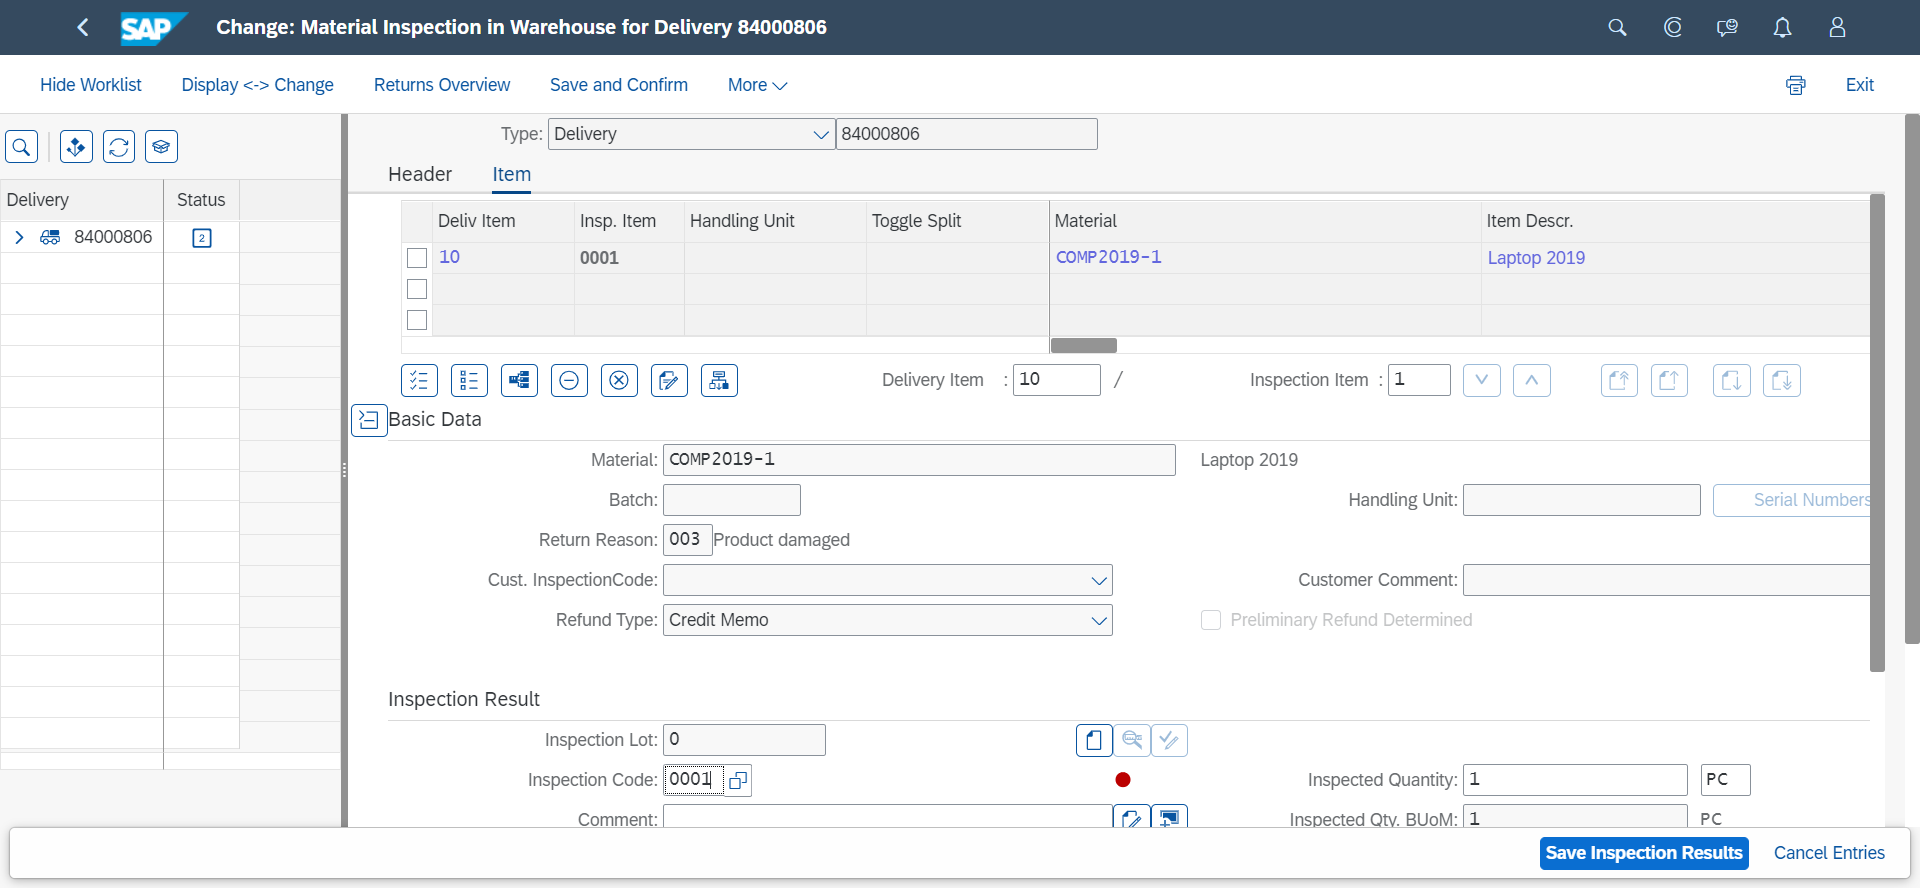 SAP Change: Material Inspection in Warehouse for Delivery 84000806
Hide Worklist Display <-> Change Returns Overview Save and Confirm More Exit
Type: Delivery 84000806
Header Item
Delivery Status
84000806 2
Deliv Item Insp. Item Handling Unit Toggle Split Material Item Descr.
10 0001 COMP2019-1 Laptop 2019
Delivery Item : 10 / Inspection Item : 1
Basic Data
Material: COMP2019-1 Laptop 2019
Batch: Handling Unit: Serial Numbers
Return Reason: 003 Product damaged
Cust. InspectionCode: Customer Comment:
Refund Type: Credit Memo Preliminary Refund Determined
Inspection Result
Inspection Lot: 0
Inspection Code: 0001 Inspected Quantity: 1 PC
Comment: Inspected Qty. BUoM: 1 PC
Save Inspection Results Cancel Entries